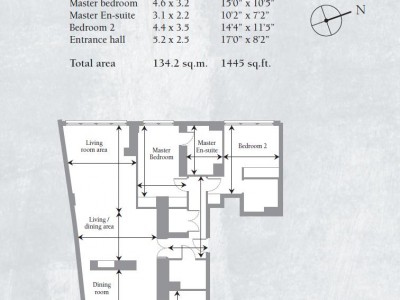 Master bedroom 4.6 x 3.2 15'0" x 10'5"
Master En-suite 3.1 x 2.2 10'2" x 7'2"
Bedroom 2 4.4 x 3.5 14'4" x 11'5"
Entrance hall 5.2 x 2.5 17'0" x 8'2"
Total area 134.2 sq.m. 1445 sq.ft.
N
Living
room area
Master
Bedroom
Master
En-suite
Bedroom 2
Living /
dining area
Dining
room